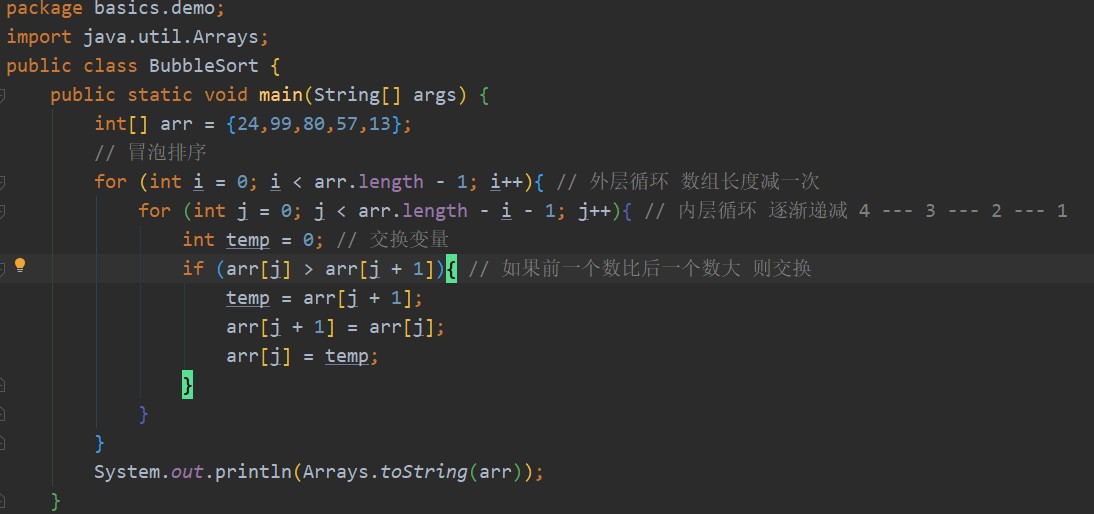 package basics.demo;
import java.util.Arrays;
public class BubbleSort {
    public static void main(String[] args) {
        int[] arr = {24,99,80,57,13};
        // 冒泡排序
        for (int i = 0; i < arr.length - 1; i++){ // 外层循环 数组长度减一次
            for (int j = 0; j < arr.length - i - 1; j++){ // 内层循环 逐渐递减 4 --- 3 --- 2 --- 1
                int temp = 0; // 交换变量
                if (arr[j] > arr[j + 1]){ // 如果前一个数比后一个数大 则交换
                    temp = arr[j + 1];
                    arr[j + 1] = arr[j];
                    arr[j] = temp;
                }
            }
        }
        System.out.println(Arrays.toString(arr));
    }